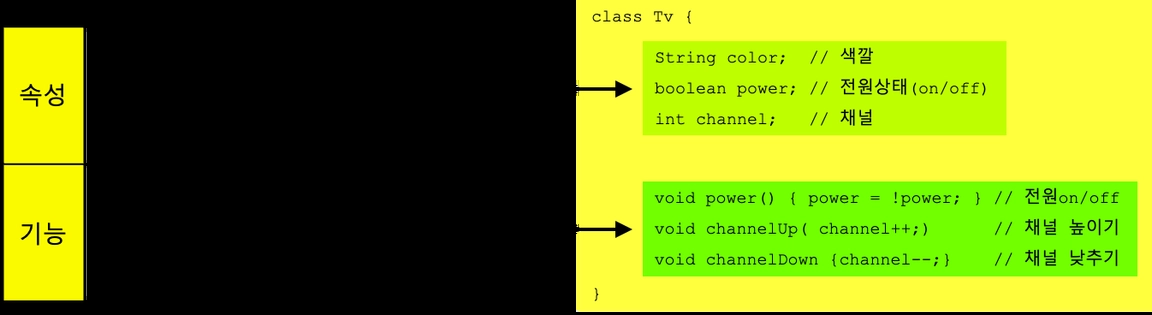 속성
기능
class Tv {
String color;  // 색깔
boolean power; // 전원상태(on/off)
int channel;   // 채널
void power() { power = !power; } // 전원on/off
void channelUp( channel++;)      // 채널 높이기
void channelDown {channel--;}    // 채널 낮추기
}